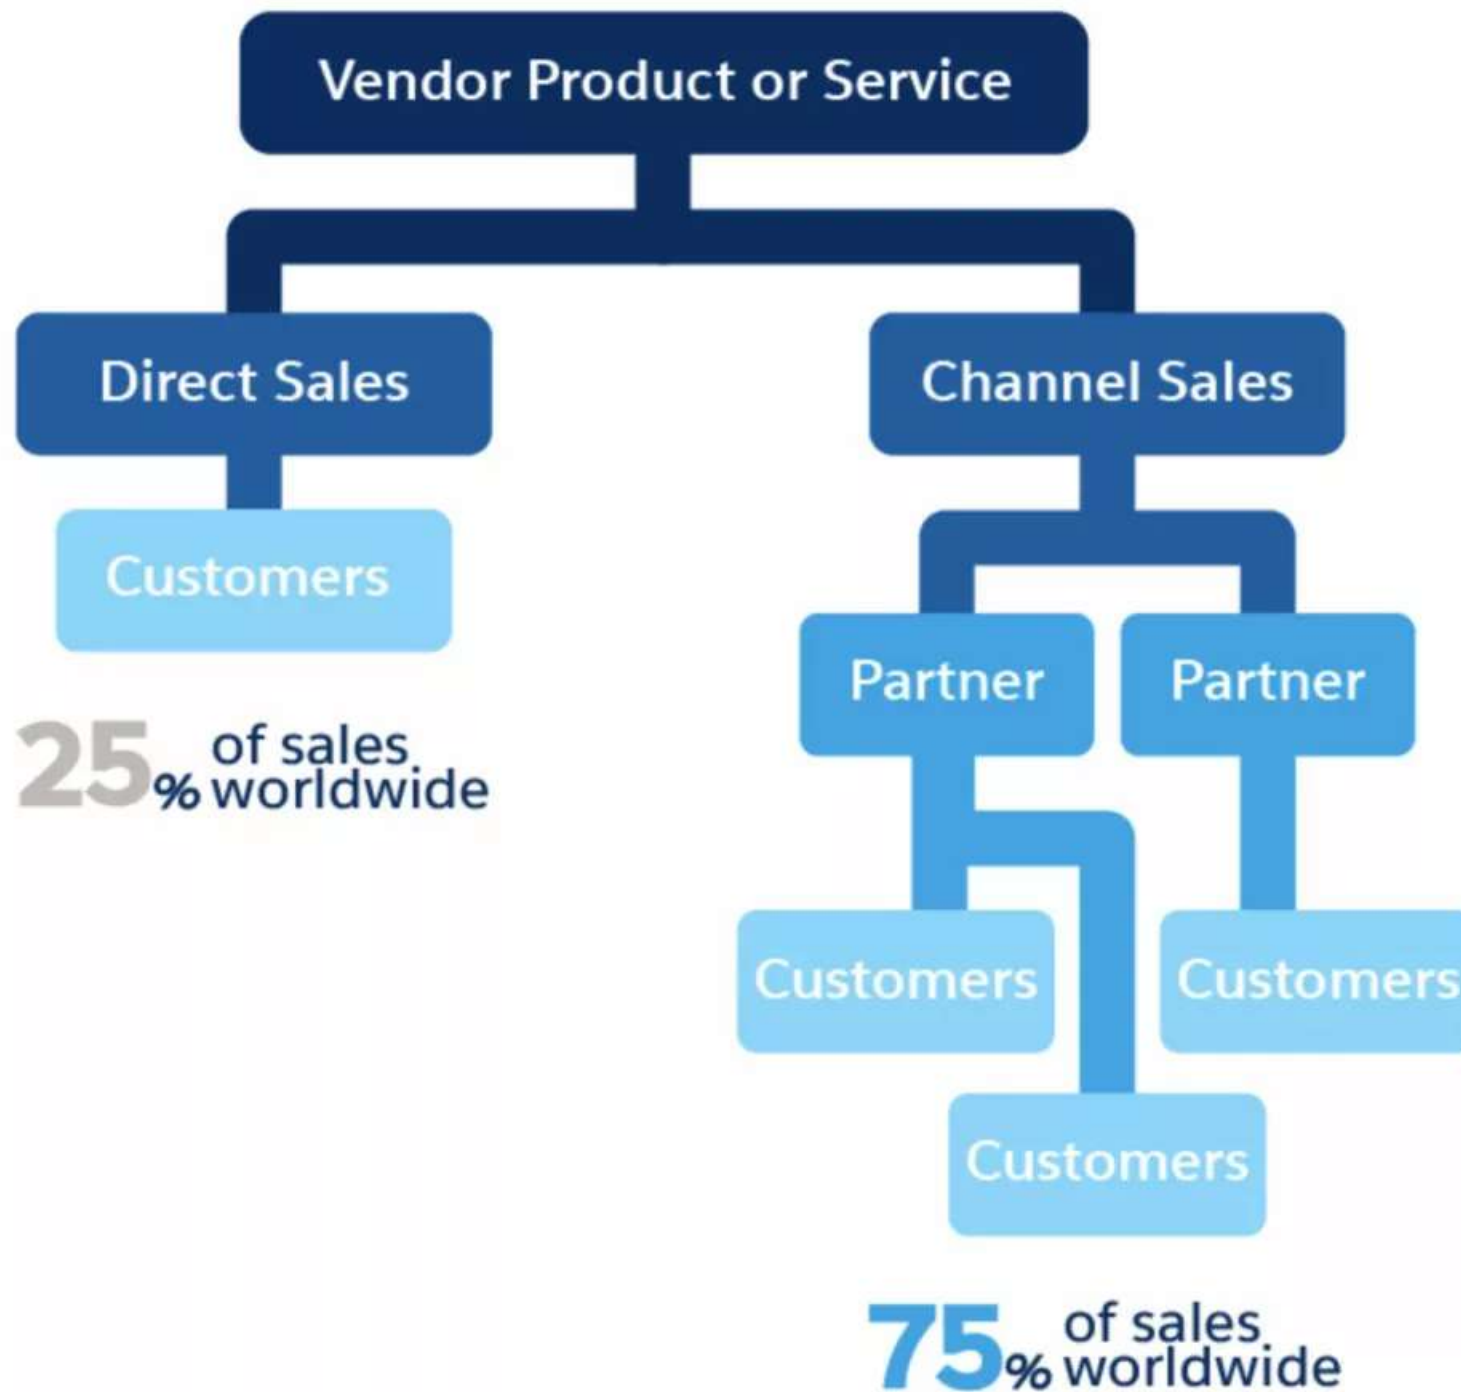 Vendor Product or Service
Direct Sales
Channel Sales
Customers
Partner
Partner
25% of sales
worldwide
Customers
Customers
Customers
75% of sales
worldwide